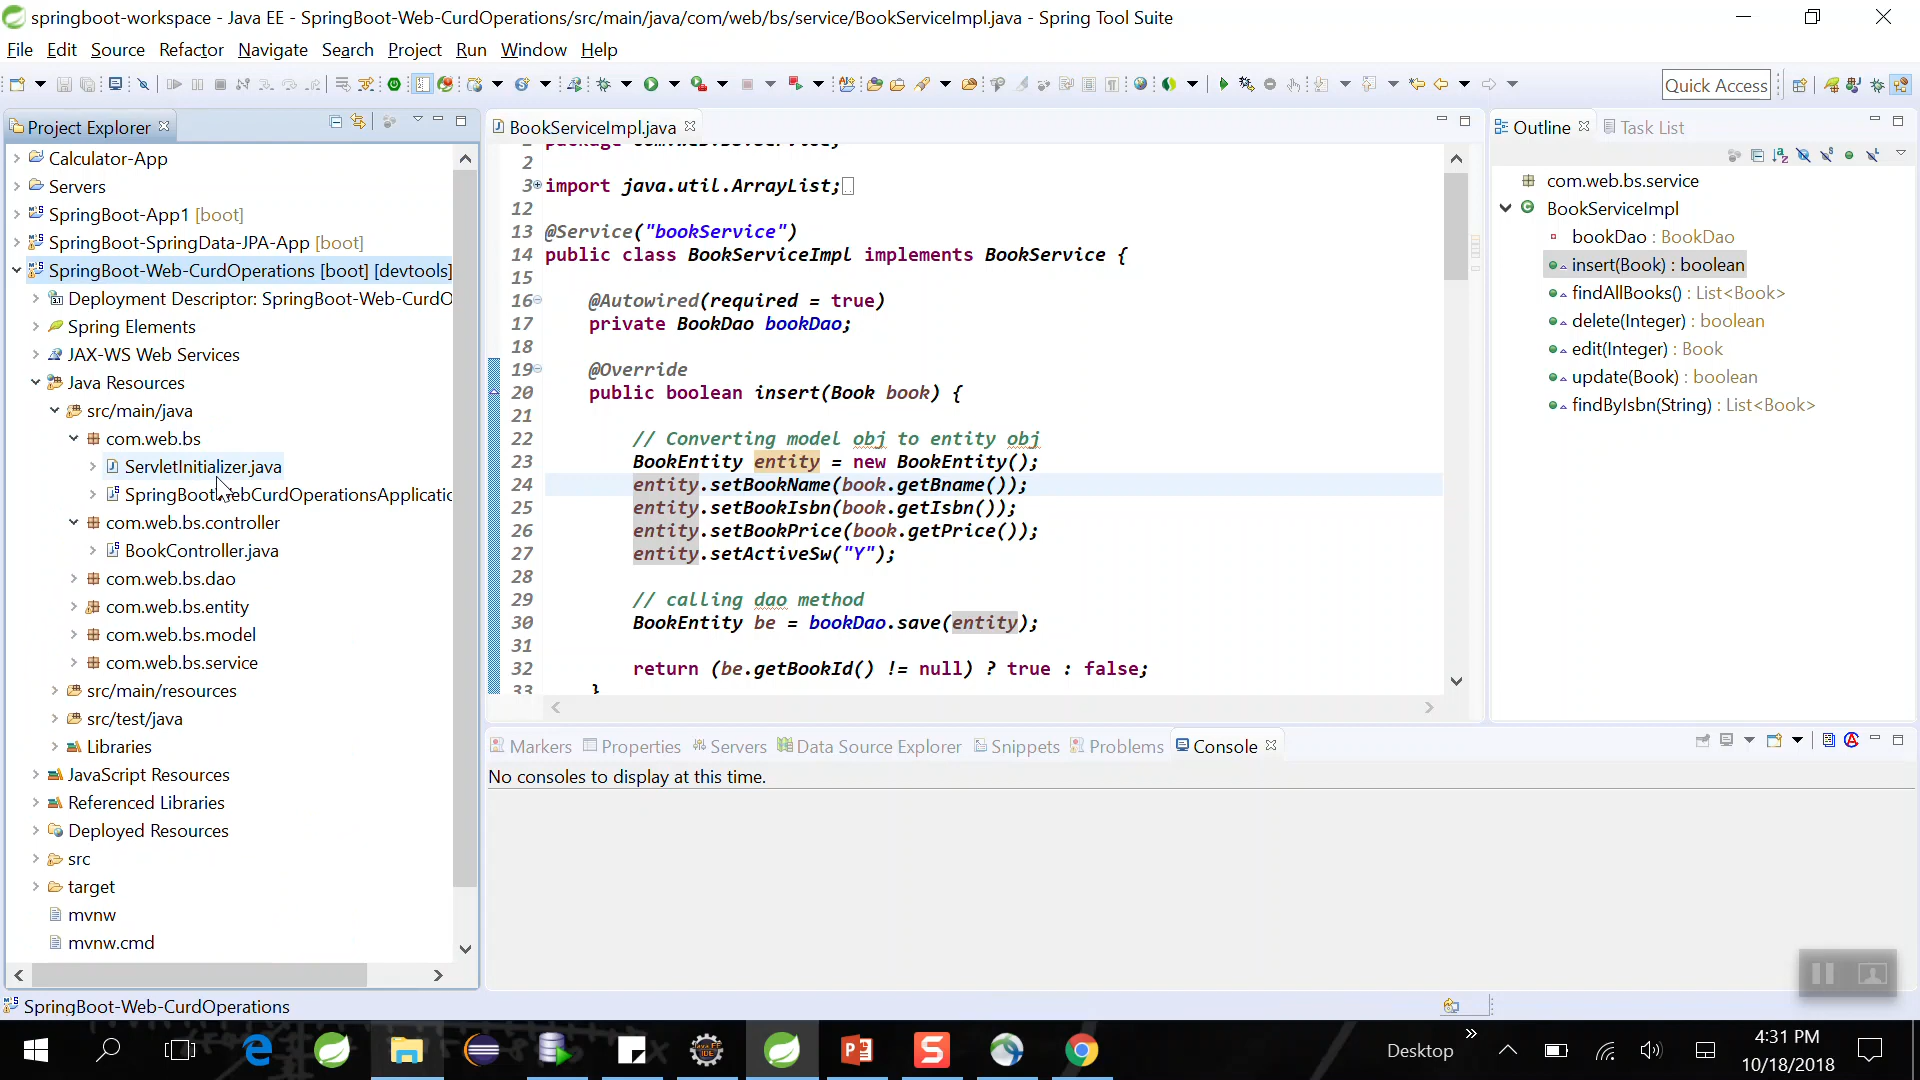 springboot-workspace - Java EE - SpringBoot-Web-CurdOperations/src/main/java/com/web/bs/service/BookServiceImpl.java - Spring Tool Suite
File Edit Source Refactor Navigate Search Project Run Window Help
Quick Access
Project Explorer
Calculator-App
Servers
SpringBoot-App1 [boot]
SpringBoot-SpringData-JPA-App [boot]
SpringBoot-Web-CurdOperations [boot] [devtools]
Deployment Descriptor: SpringBoot-Web-CurdO
Spring Elements
JAX-WS Web Services
Java Resources
src/main/java
com.web.bs
ServletInitializer.java
com.web.bs.controller
BookController.java
com.web.bs.dao
com.web.bs.entity
com.web.bs.model
com.web.bs.service
src/main/resources
src/test/java
Libraries
JavaScript Resources
Referenced Libraries
Deployed Resources
src
target
mvnw
mvnw.cmd
BookServiceImpl.java
2
3 import java.util.ArrayList;
12
13 @Service("bookService")
14 public class BookServiceImpl implements BookService {
15
16 @Autowired(required = true)
17 private BookDao bookDao;
18
19 @Override
20 public boolean insert(Book book) {
21
22 // Converting model obj to entity obj
23 BookEntity entity = new BookEntity();
24 entity.setBookName(book.getBname());
25 entity.setBookIsbn(book.getIsbn());
26 entity.setBookPrice(book.getPrice());
27 entity.setActiveSw("Y");
28
29 // calling dao method
30 BookEntity be = bookDao.save(entity);
31
32 return (be.getBookId() != null) ? true : false;
33 }
Outline Task List
com.web.bs.service
BookServiceImpl
bookDao : BookDao
insert(Book) : boolean
findAllBooks() : List<Book>
delete(Integer) : boolean
edit(Integer) : Book
update(Book) : boolean
findByIsbn(String) : List<Book>
Markers Properties Servers Data Source Explorer Snippets Problems Console
No consoles to display at this time.
SpringBoot-Web-CurdOperations
Desktop
4:31 PM
10/18/2018